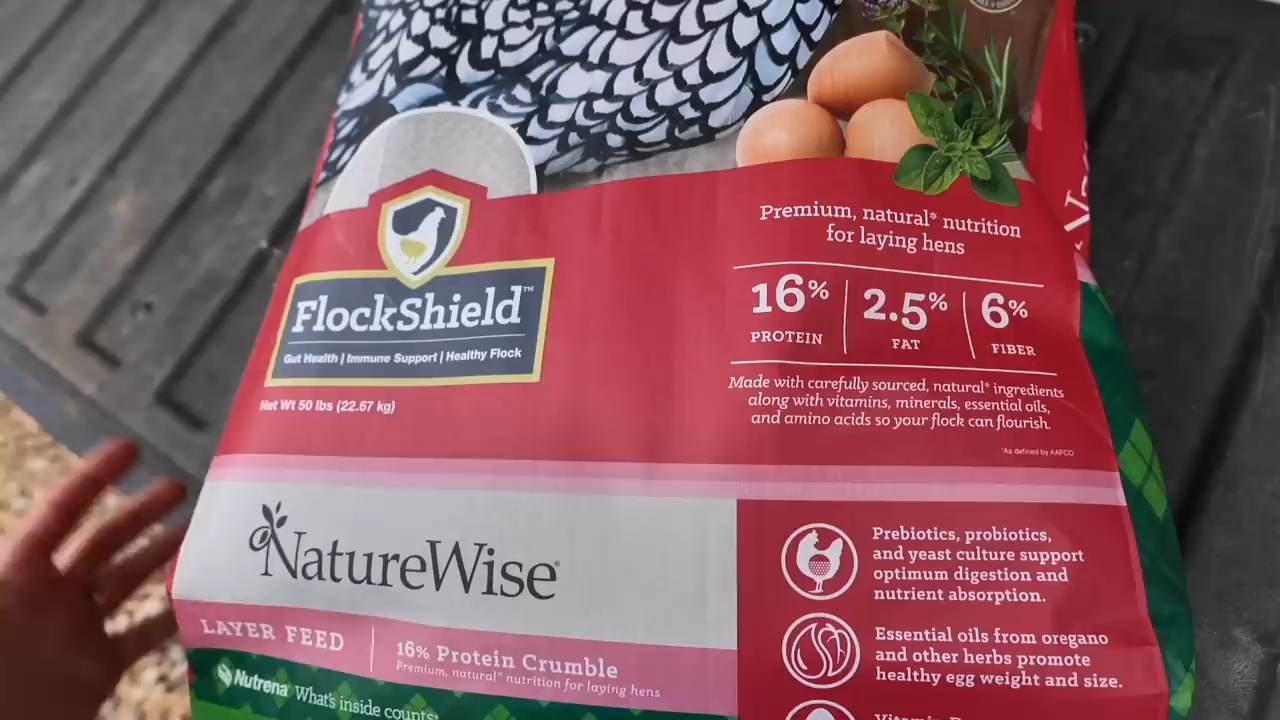 Premium, natural* nutrition
for laying hens
16% PROTEIN
2.5% FAT
6% FIBER
Made with carefully sourced, natural* ingredients
along with vitamins, minerals, essential oils,
and amino acids so your flock can flourish.
*As defined by AAFCO
FlockShield™
Gut Health | Immune Support | Healthy Flock
Net Wt 50 lbs (22.67 kg)
NatureWise®
LAYER FEED
16% Protein Crumble
Premium, natural* nutrition for laying hens
Nutrena® What's inside counts®
Prebiotics, probiotics,
and yeast culture support
optimum digestion and
nutrient absorption.
Essential oils from oregano
and other herbs promote
healthy egg weight and size.